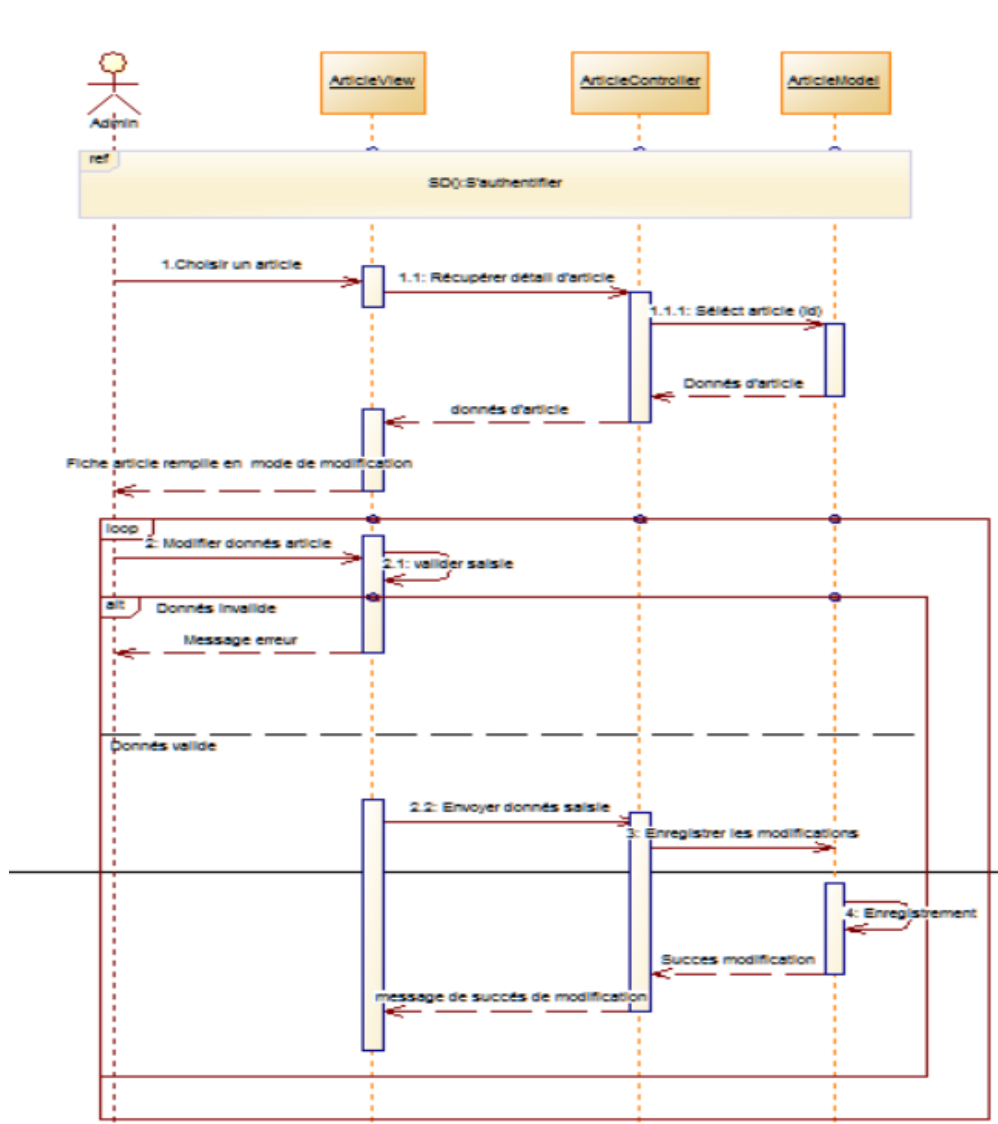 ArticleView
ArticleController
ArticleModel
Admin
ref
SD():S'authentifier
1.Choisir un article
1.1: Récupérer détail d'article
1.1.1: Séléct article (id)
Donnés d'article
donnés d'article
Fiche article remplie en mode de modification
loop
2: Modifier donnés article
2.1: valider saisie
alt
Donnés invalide
Message erreur
Donnés valide
2.2: Envoyer donnés saisie
3: Enregistrer les modifications
4: Enregistrement
Succes modification
message de succés de modification